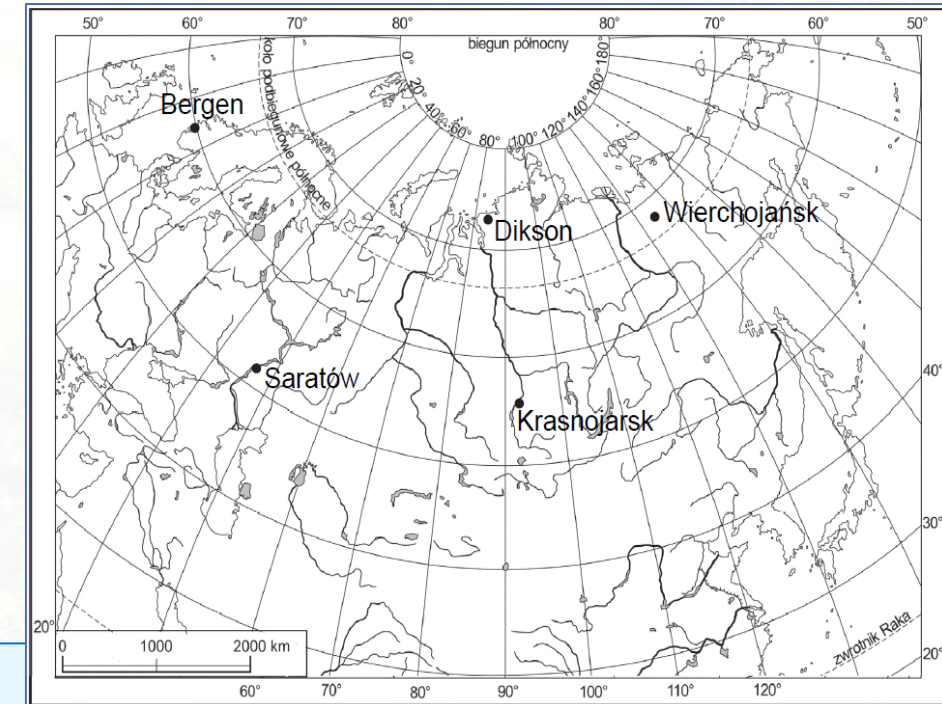 50° 60° 70° 80° 80° 70° 60° 50°
biegun północny
koło podbiegunowe północne
0° 20° 40° 60° 80° 100° 120° 140° 160° 180°
Bergen
Dikson
Wierchojańsk
Saratów
Krasnojarsk
40°
30°
20°
20°
zwrotnik Raka
0 1000 2000 km
60° 70° 80° 90° 100° 110° 120°